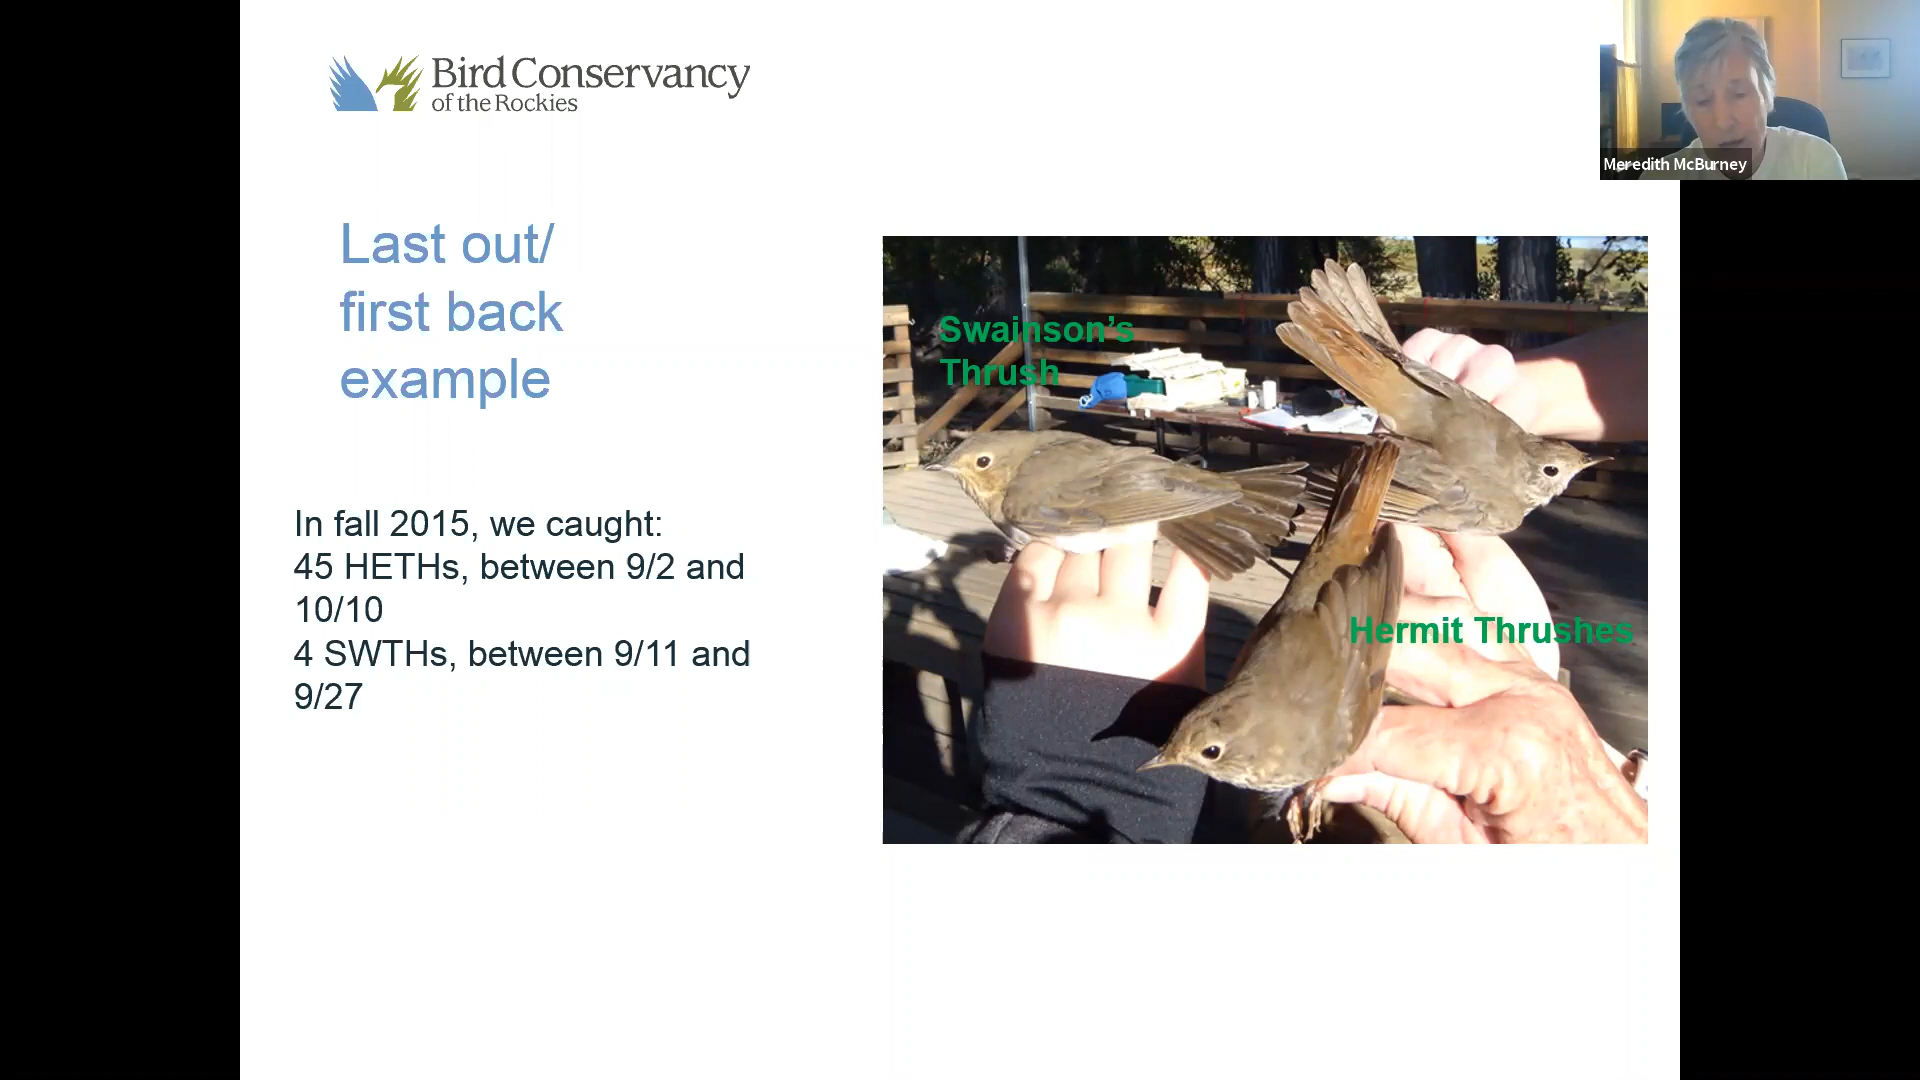 Bird Conservancy
of the Rockies
Meredith McBurney
Last out/
first back
example
Swainson's
Thrush
In fall 2015, we caught:
45 HETHs, between 9/2 and
10/10
4 SWTHs, between 9/11 and
9/27
Hermit Thrushes